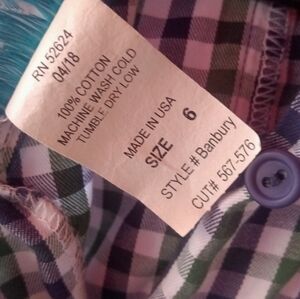 RN 52624
04/18
100% COTTON
MACHINE WASH COLD
TUMBLE DRY LOW
MADE IN USA
SIZE 6
STYLE # Banbury
CUT# 567-576